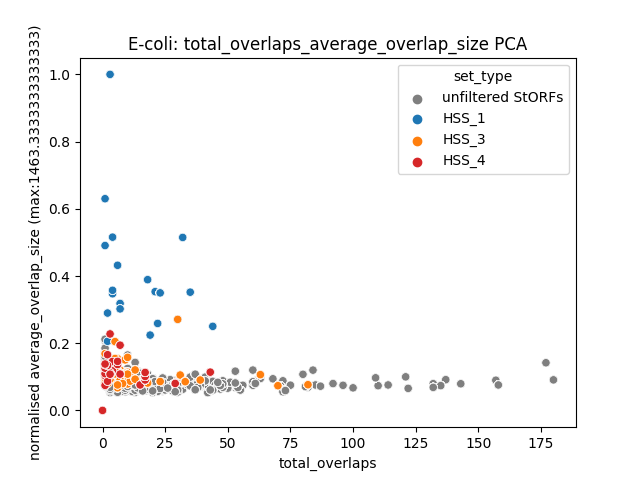 E-coli: total_overlaps_average_overlap_size PCA
set_type
unfiltered StORFs
HSS_1
HSS_3
HSS_4
normalised average_overlap_size (max:1463.3333333333333)
1.0
0.8
0.6
0.4
0.2
0.0
0 25 50 75 100 125 150 175
total_overlaps